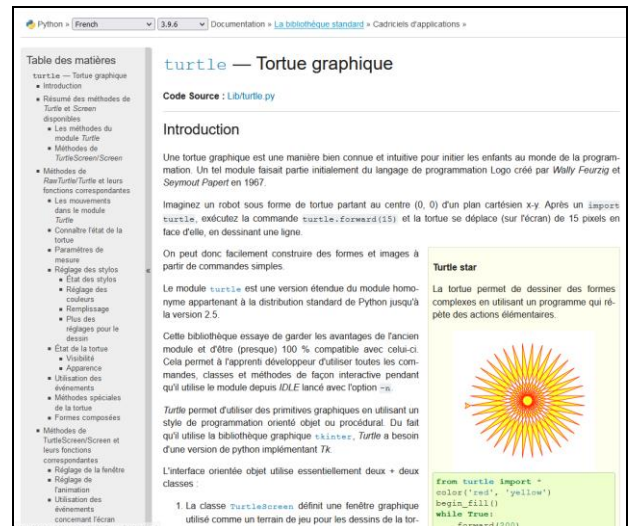 Python » French 3.9.6 Documentation » La bibliothèque standard » Cadriciels d'applications »
Table des matières
turtle — Tortue graphique
Introduction
Résumé des méthodes de
Turtle et Screen
disponibles
Les méthodes du
module Turtle
Méthodes de
TurtleScreen/Screen
Méthodes de
RawTurtle/Turtle et leurs
fonctions correspondantes
Les mouvements
dans le module
Turtle
Connaître l'état de la
tortue
Paramètres de
mesure
Réglage des stylos
État des stylos
Réglage des
couleurs
Remplissage
Plus des
réglages pour le
dessin
État de la tortue
Visibilité
Apparence
Utilisation des
événements
Méthodes spéciales
de la tortue
Formes composées
Méthodes de
TurtleScreen/Screen et
leurs fonctions
correspondantes
Réglage de la fenêtre
Réglage de
l'animation
Utilisation des
événements
concernant l'écran
«
turtle — Tortue graphique
Code Source : Lib/turtle.py
Introduction
Une tortue graphique est une manière bien connue et intuitive pour initier les enfants au monde de la program-
mation. Un tel module faisait partie initialement du langage de programmation Logo créé par Wally Feurzig et
Seymout Papert en 1967.
Imaginez un robot sous forme de tortue partant au centre (0, 0) d'un plan cartésien x-y. Après un import
turtle, exécutez la commande turtle.forward(15) et la tortue se déplace (sur l'écran) de 15 pixels en
face d'elle, en dessinant une ligne.
On peut donc facilement construire des formes et images à
partir de commandes simples.
Le module turtle est une version étendue du module homo-
nyme appartenant à la distribution standard de Python jusqu'à
la version 2.5.
Cette bibliothèque essaye de garder les avantages de l'ancien
module et d'être (presque) 100 % compatible avec celui-ci.
Cela permet à l'apprenti développeur d'utiliser toutes les com-
mandes, classes et méthodes de façon interactive pendant
qu'il utilise le module depuis IDLE lancé avec l'option -n.
Turtle permet d'utiliser des primitives graphiques en utilisant un
style de programmation orienté objet ou procédural. Du fait
qu'il utilise la bibliothèque graphique tkinter, Turtle a besoin
d'une version de python implémentant Tk.
L'interface orientée objet utilise essentiellement deux + deux
classes :
1. La classe TurtleScreen définit une fenêtre graphique
utilisé comme un terrain de jeu pour les dessins de la tor-
Turtle star
La tortue permet de dessiner des formes
complexes en utilisant un programme qui ré-
pète des actions élémentaires.
from turtle import *
color('red', 'yellow')
begin_fill()
while True:
forward(200)